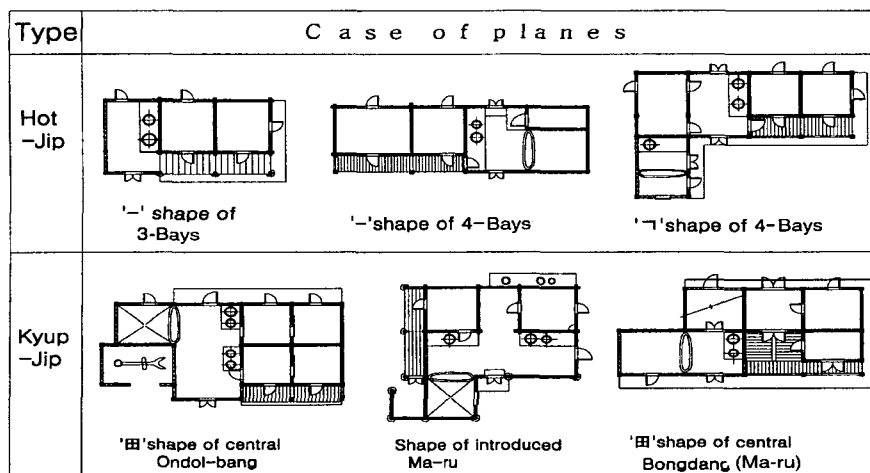 Type
Case of planes
Hot
-Jip
'ㅡ' shape of
3-Bays
'ㅡ'shape of 4-Bays
'ㄱ'shape of 4-Bays
Kyup
-Jip
'田'shape of central
Ondol-bang
Shape of introduced
Ma-ru
'田'shape of central
Bongdang (Ma-ru)